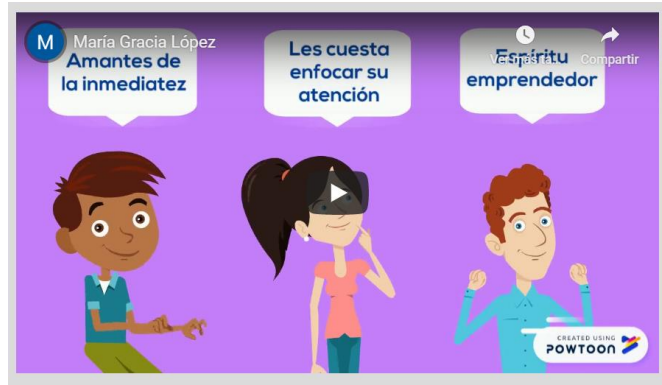 M María Gracia López
Compartir
Amantes de
la inmediatez
Les cuesta
enfocar su
atención
Espíritu
emprendedor
CREATED USING
POWTOON